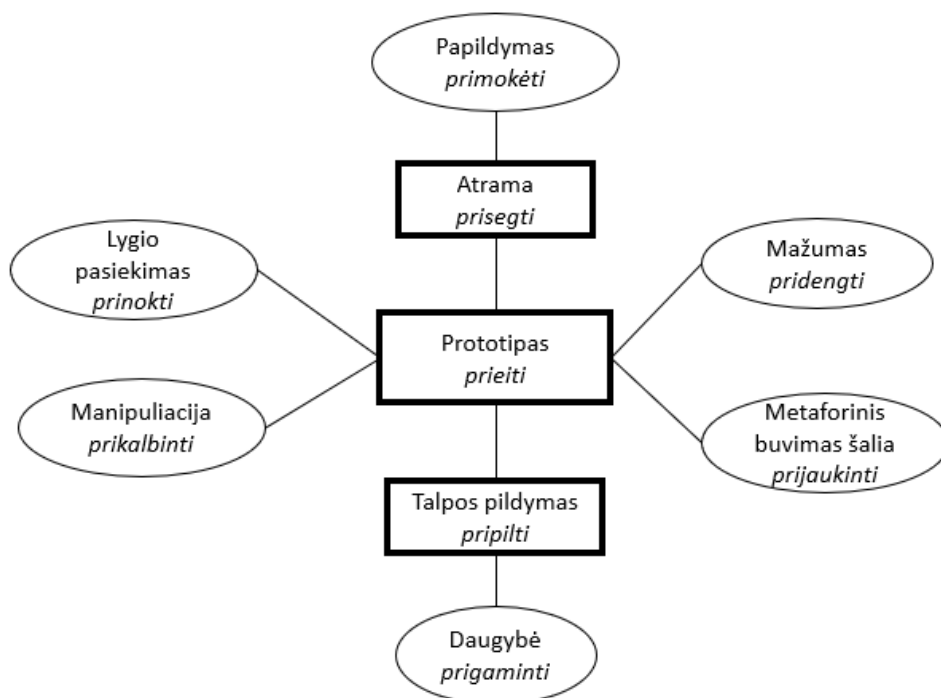 Papildymas
primokėti
Atrama
prisegti
Lygio
pasiekimas
prinokti
Mažumas
pridengti
Prototipas
prieiti
Manipuliacija
prikalbinti
Metaforinis
buvimas šalia
prijaukinti
Talpos pildymas
pripilti
Daugybė
prigaminti